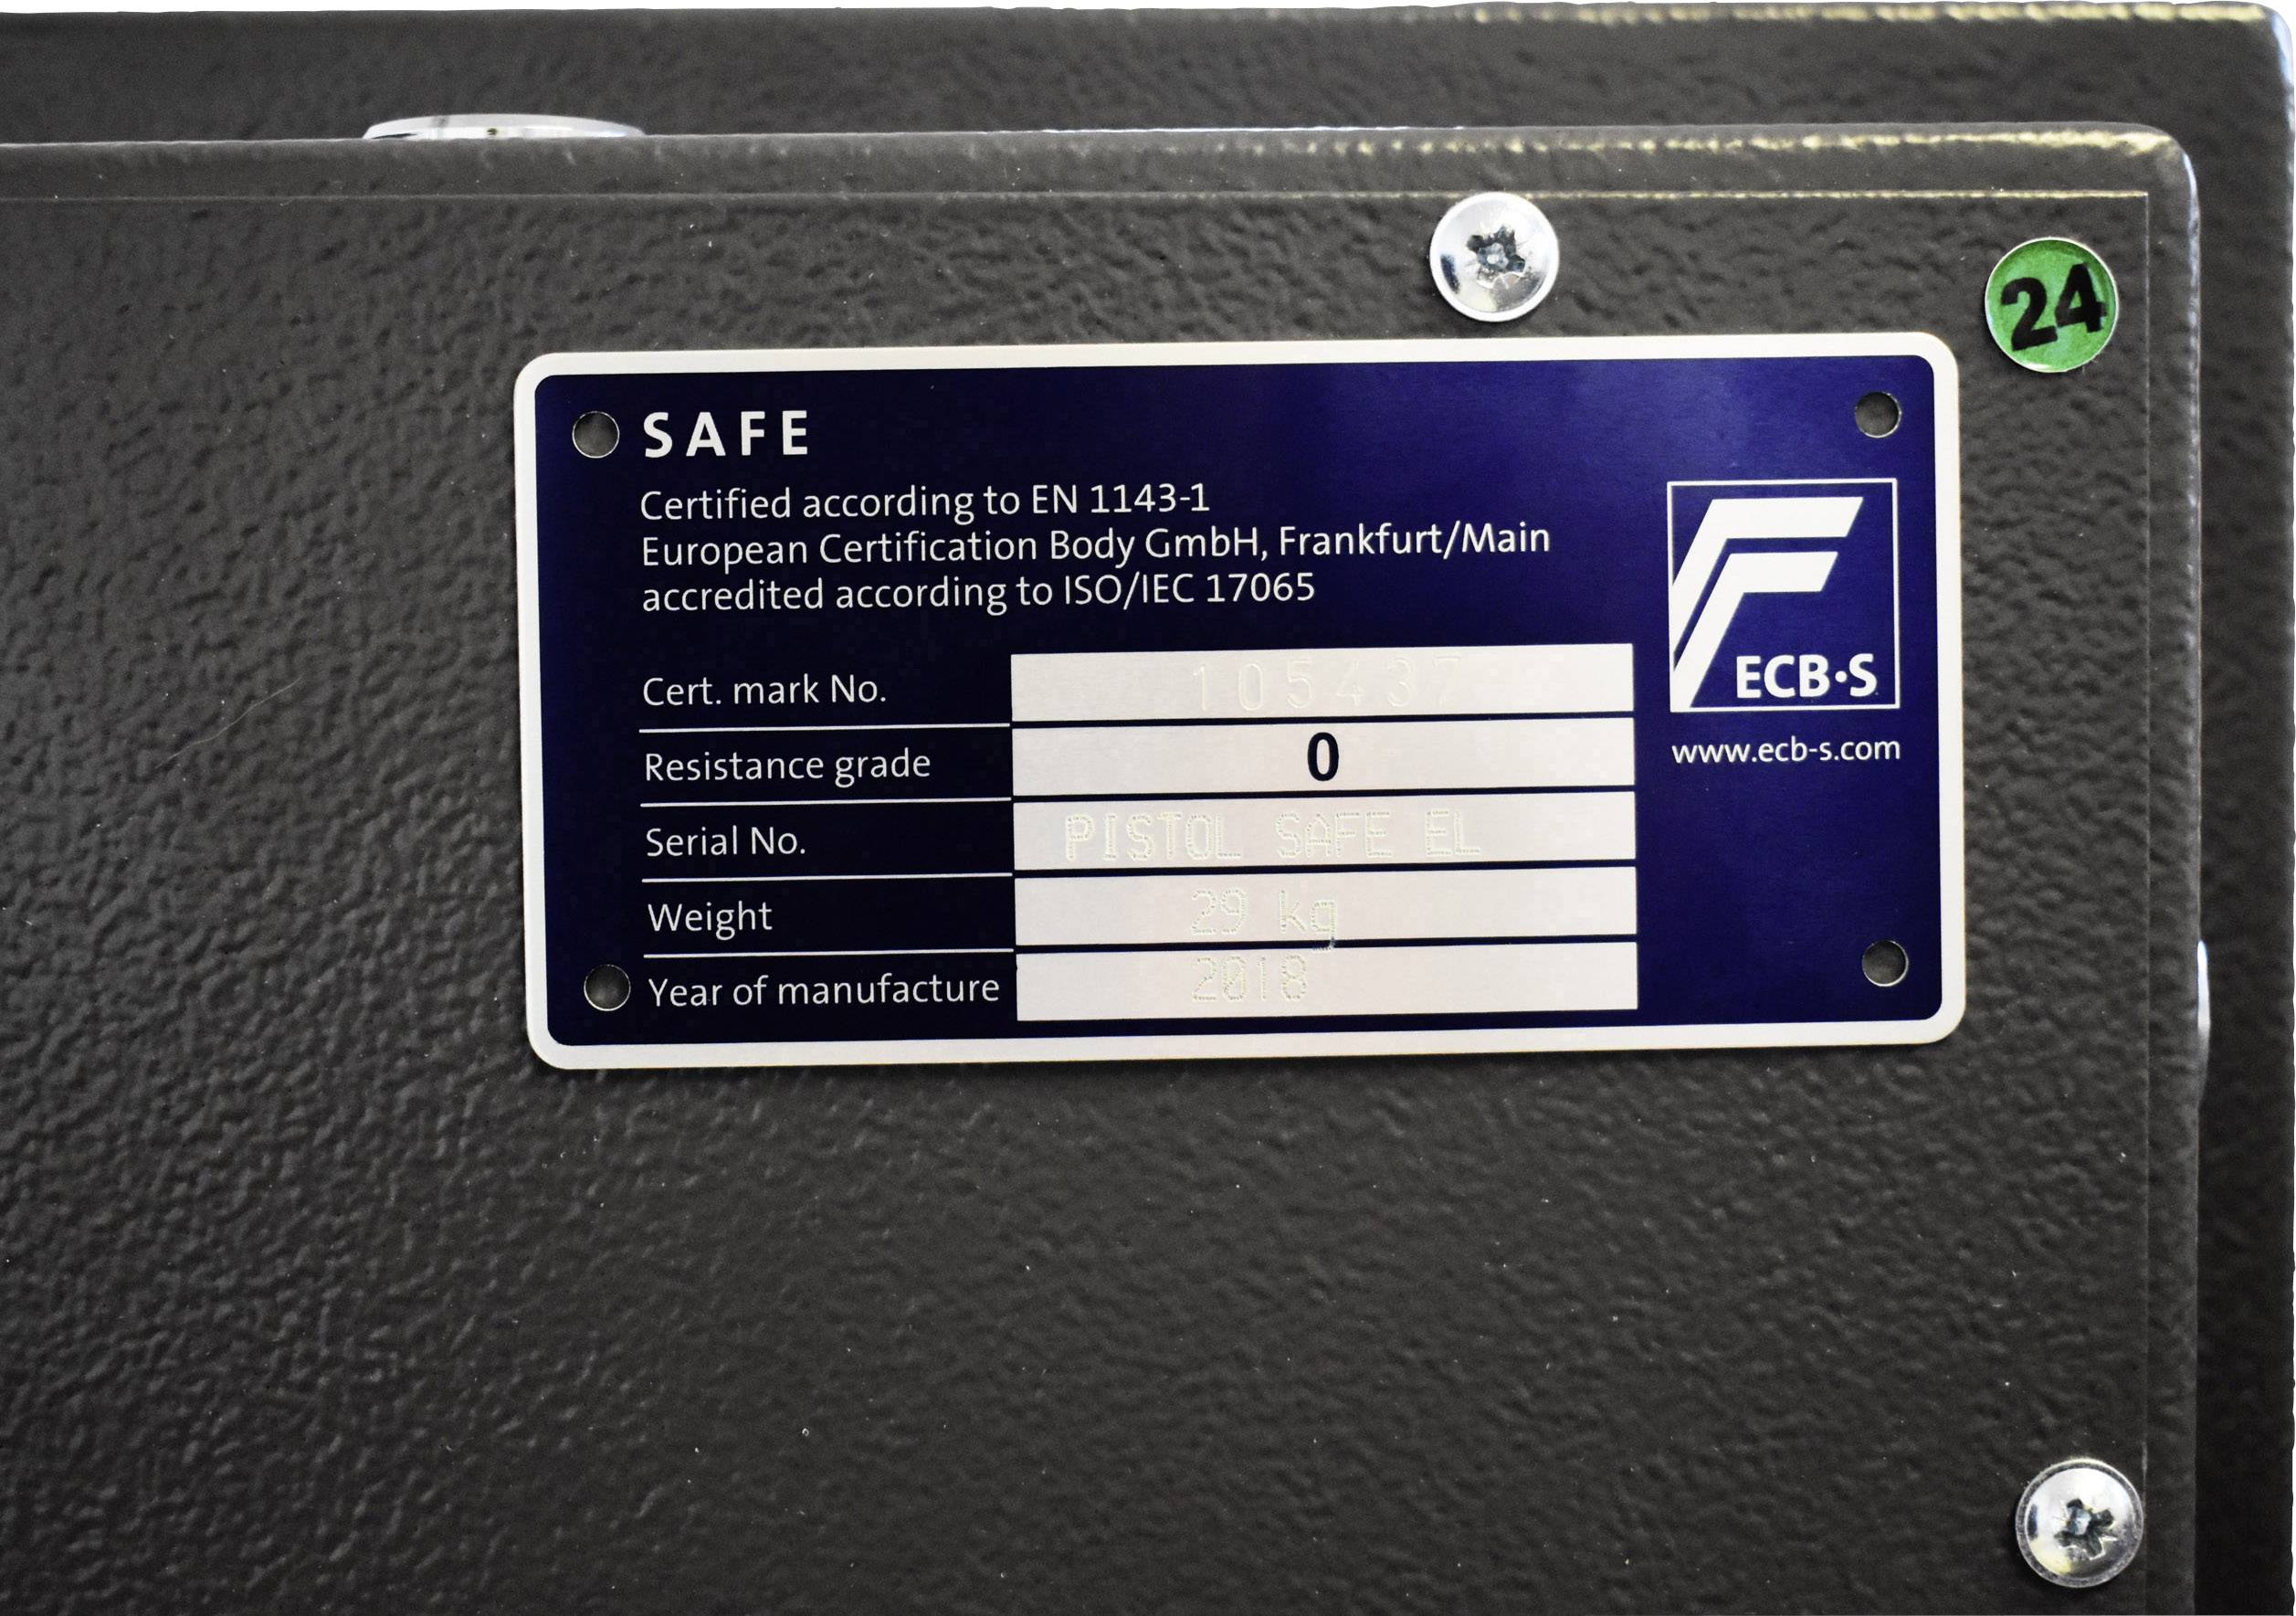 24
SAFE
Certified according to EN 1143-1
European Certification Body GmbH, Frankfurt/Main
accredited according to ISO/IEC 17065
ECB·S
www.ecb-s.com
Cert. mark No. 105437
Resistance grade 0
Serial No. PISTOL SAFE EL
Weight 29 kg
Year of manufacture 2018